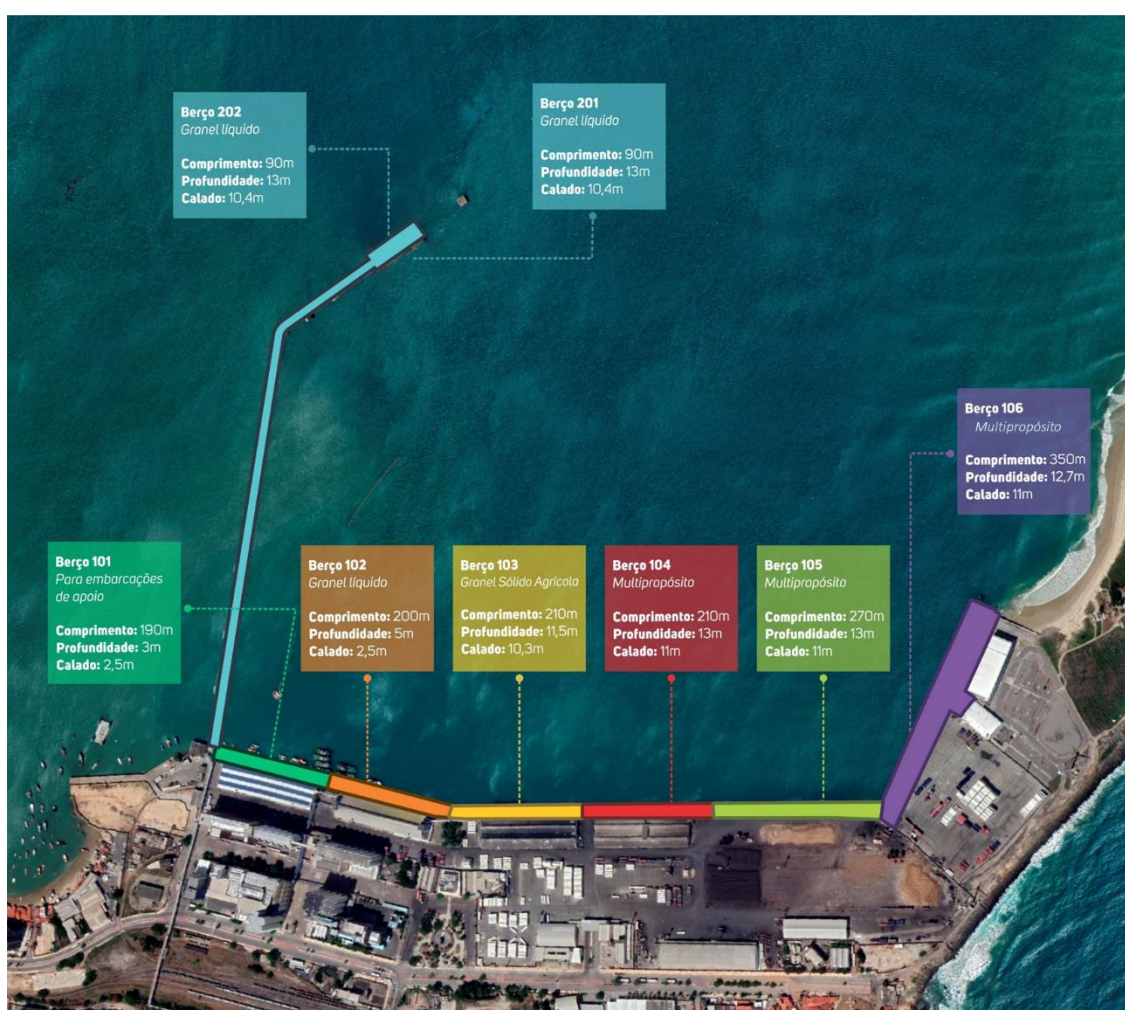 Berço 202
Granel líquido
Comprimento: 90m
Profundidade: 13m
Calado: 10,4m
Berço 201
Granel líquido
Comprimento: 90m
Profundidade: 13m
Calado: 10,4m
Berço 106
Multipropósito
Comprimento: 350m
Profundidade: 12,7m
Calado: 11m
Berço 101
Para embarcações
de apoio
Comprimento: 190m
Profundidade: 3m
Calado: 2,5m
Berço 102
Granel líquido
Comprimento: 200m
Profundidade: 5m
Calado: 2,5m
Berço 103
Granel Sólido Agrícola
Comprimento: 210m
Profundidade: 11,5m
Calado: 10,3m
Berço 104
Multipropósito
Comprimento: 210m
Profundidade: 13m
Calado: 11m
Berço 105
Multipropósito
Comprimento: 270m
Profundidade: 13m
Calado: 11m